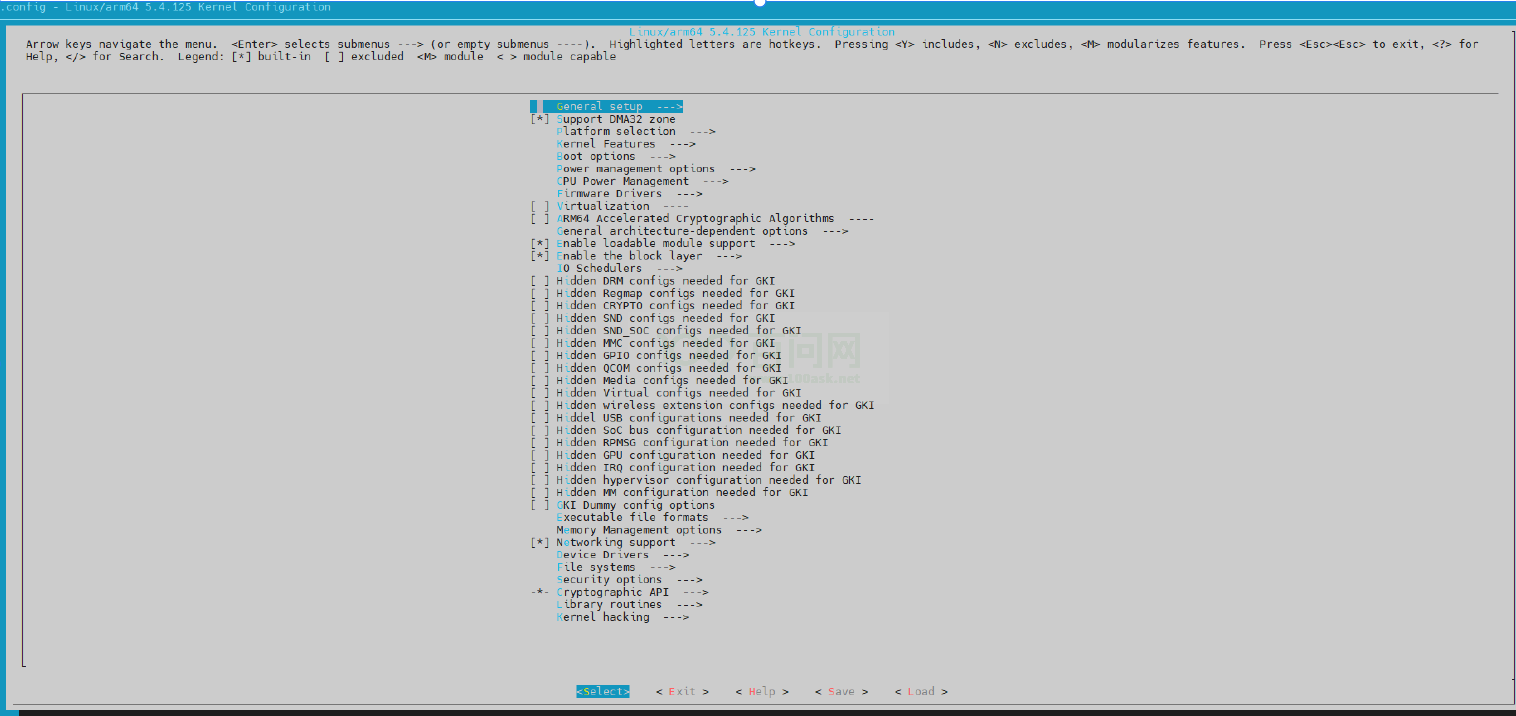 .config - Linux/arm64 5.4.125 Kernel Configuration
Linux/arm64 5.4.125 Kernel Configuration
Arrow keys navigate the menu.  <Enter> selects submenus ---> (or empty submenus ----).  Highlighted letters are hotkeys.  Pressing <Y> includes, <N> excludes, <M> modularizes features.  Press <Esc><Esc> to exit, <?> for
Help, </> for Search.  Legend: [*] built-in  [ ] excluded  <M> module  < > module capable
General setup  --->
[*] Support DMA32 zone
Platform selection  --->
Kernel Features  --->
Boot options  --->
Power management options  --->
CPU Power Management  --->
Firmware Drivers  --->
[ ] Virtualization  ----
[ ] ARM64 Accelerated Cryptographic Algorithms  ----
General architecture-dependent options  --->
[*] Enable loadable module support  --->
[*] Enable the block layer  --->
IO Schedulers  --->
[ ] Hidden DRM configs needed for GKI
[ ] Hidden Regmap configs needed for GKI
[ ] Hidden CRYPTO configs needed for GKI
[ ] Hidden SND configs needed for GKI
[ ] Hidden SND_SOC configs needed for GKI
[ ] Hidden MMC configs needed for GKI
[ ] Hidden GPIO configs needed for GKI
[ ] Hidden QCOM configs needed for GKI
[ ] Hidden Media configs needed for GKI
[ ] Hidden Virtual configs needed for GKI
[ ] Hidden wireless extension configs needed for GKI
[ ] Hiddel USB configurations needed for GKI
[ ] Hidden SoC bus configuration needed for GKI
[ ] Hidden RPMSG configuration needed for GKI
[ ] Hidden GPU configuration needed for GKI
[ ] Hidden IRQ configuration needed for GKI
[ ] Hidden hypervisor configuration needed for GKI
[ ] Hidden MM configuration needed for GKI
[ ] GKI Dummy config options
Executable file formats  --->
Memory Management options  --->
[*] Networking support  --->
Device Drivers  --->
File systems  --->
Security options  --->
-*- Cryptographic API  --->
Library routines  --->
Kernel hacking  --->
<Select>    < Exit >    < Help >    < Save >    < Load >